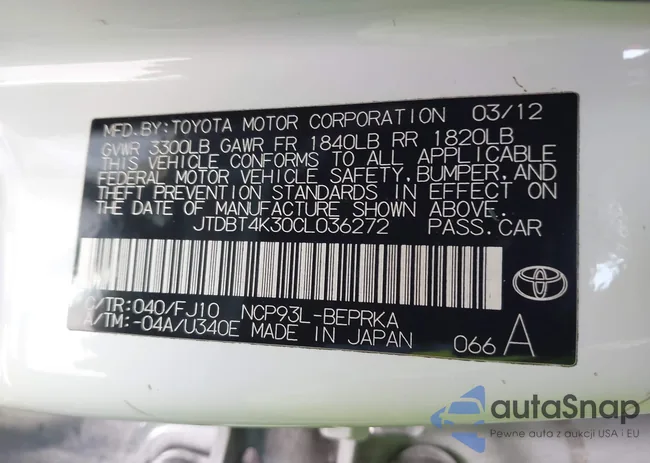 MFD. BY: TOYOTA MOTOR CORPORATION 03/12
GVWR 3300LB GAWR FR 1840LB RR 1820LB
THIS VEHICLE CONFORMS TO ALL APPLICABLE
FEDERAL MOTOR VEHICLE SAFETY, BUMPER, AND
THEFT PREVENTION STANDARDS IN EFFECT ON
THE DATE OF MANUFACTURE SHOWN ABOVE.
JTDBT4K30CL036272 PASS. CAR
C/TR: 040/FJ10 NCP93L-BEPRKA
A/TM: -04A/U340E MADE IN JAPAN 066 A
autaSnap
Pewne auta z aukcji USA i EU